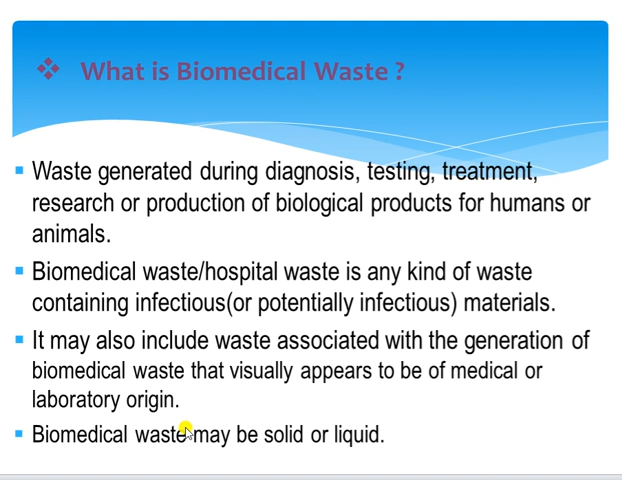 What is Biomedical Waste ?
Waste generated during diagnosis, testing, treatment,
research or production of biological products for humans or
animals.
Biomedical waste/hospital waste is any kind of waste
containing infectious(or potentially infectious) materials.
It may also include waste associated with the generation of
biomedical waste that visually appears to be of medical or
laboratory origin.
Biomedical waste may be solid or liquid.